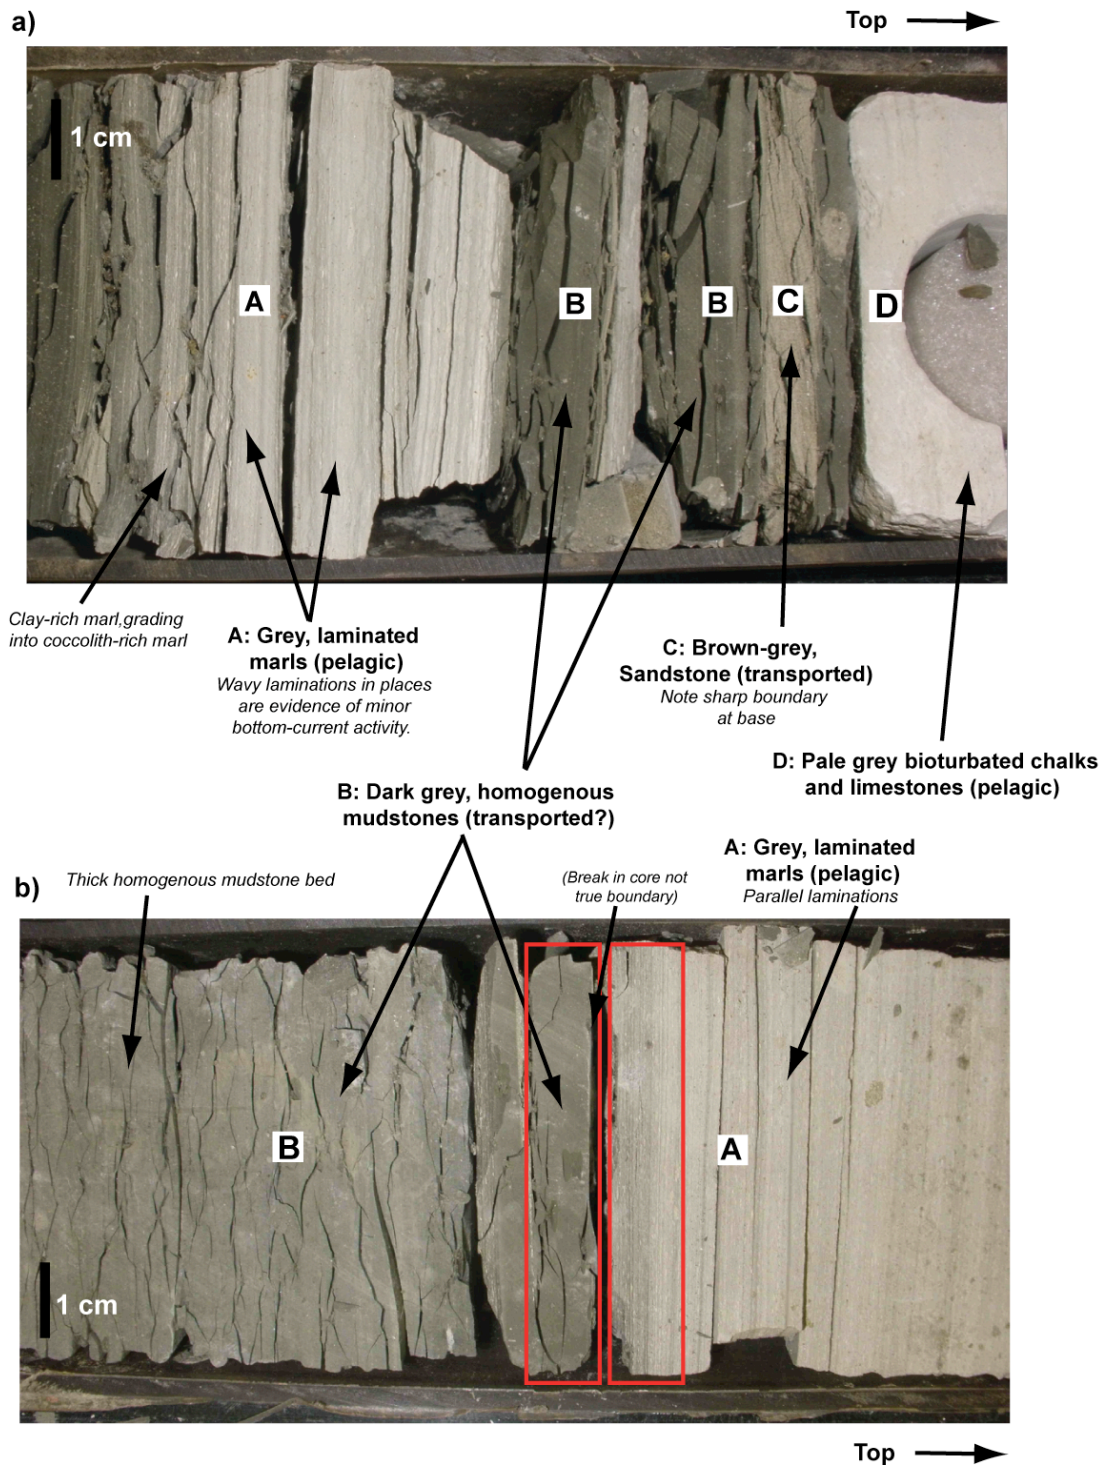 a)
Top
1 cm
A
B
B
C
D
Clay-rich marl,grading
into coccolith-rich marl
A: Grey, laminated
marls (pelagic)
Wavy laminations in places
are evidence of minor
bottom-current activity.
C: Brown-grey,
Sandstone (transported)
Note sharp boundary
at base
D: Pale grey bioturbated chalks
and limestones (pelagic)
B: Dark grey, homogenous
mudstones (transported?)
b)
Thick homogenous mudstone bed
(Break in core not
true boundary)
A: Grey, laminated
marls (pelagic)
Parallel laminations
B
A
1 cm
Top